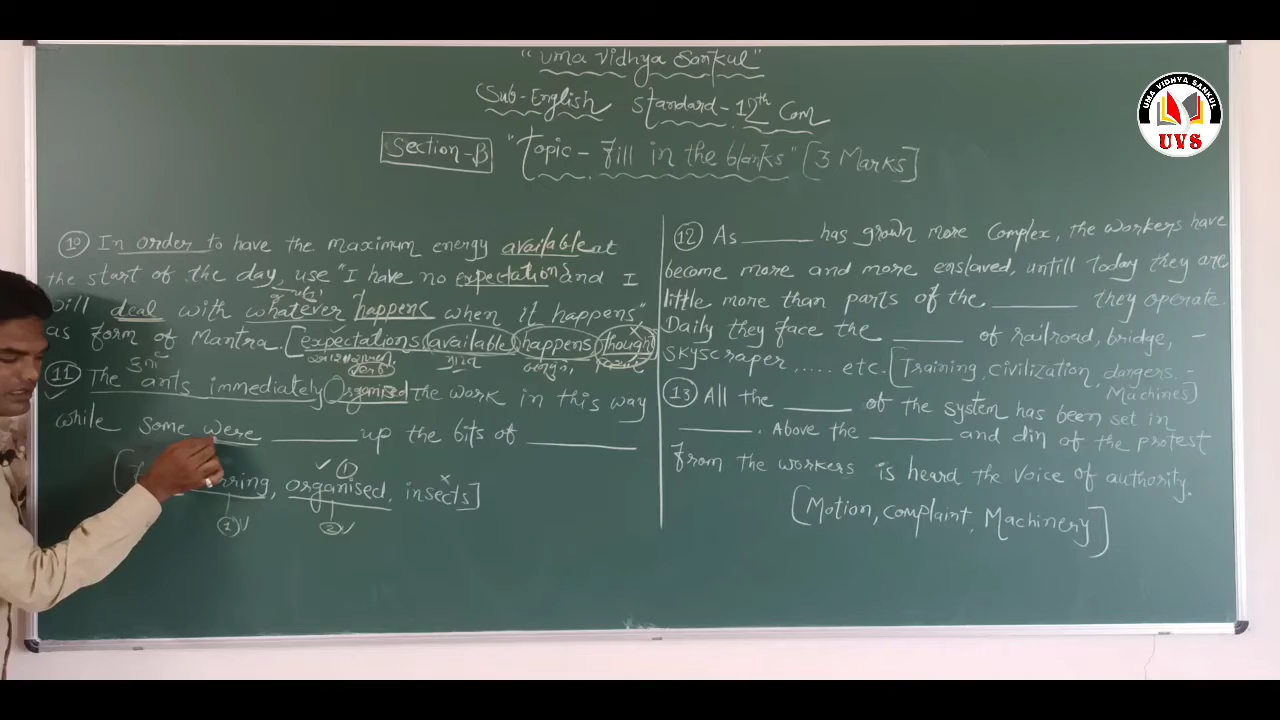 "Uma Vidhya Sankul"
Sub-English Standard-12th Com
Section-B "Topic - Fill in the blanks" [3 Marks]
UMA VIDHYA SANKUL
UVS
10 In order to have the maximum energy available at
the start of the day, use "I have no expectations and I
will deal with whatever happens when it happens"
as form of Mantra. [expectations, available, happens, though]
11 The ants immediately Organised the work in this way
while some were ______ up the bits of ______
organised, insects]
12 As ______ has grown more complex, the workers have
become more and more enslaved, untill today they are
little more than parts of the ______ they operate.
Daily they face the ______ of railroad, bridge,
skyscraper ..... etc. [Training, civilization, dangers,
Machines]
13 All the ______ of the system has been set in
______. Above the ______ and din of the protest
from the workers is heard the voice of authority.
[Motion, complaint, Machinery]